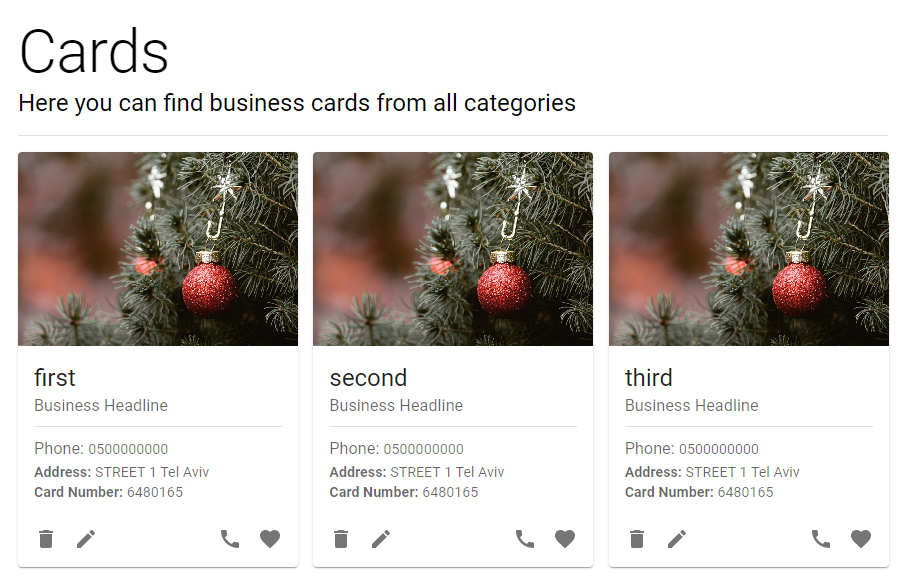 Cards
Here you can find business cards from all categories
first
Business Headline
Phone: 0500000000
Address: STREET 1 Tel Aviv
Card Number: 6480165
second
Business Headline
Phone: 0500000000
Address: STREET 1 Tel Aviv
Card Number: 6480165
third
Business Headline
Phone: 0500000000
Address: STREET 1 Tel Aviv
Card Number: 6480165